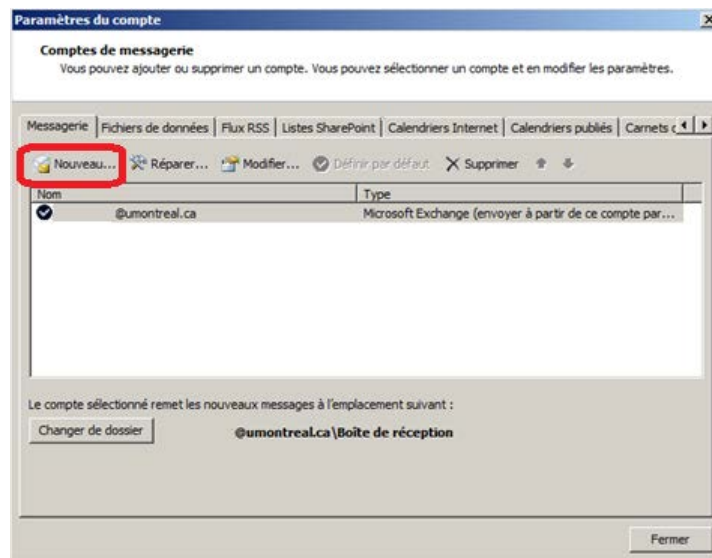 Paramètres du compte
Comptes de messagerie
Vous pouvez ajouter ou supprimer un compte. Vous pouvez sélectionner un compte et en modifier les paramètres.
Messagerie Fichiers de données Flux RSS Listes SharePoint Calendriers Internet Calendriers publiés Carnets c
Nouveau... Réparer... Modifier... Définir par défaut Supprimer
Nom Type
@umontreal.ca Microsoft Exchange (envoyer à partir de ce compte par...
Le compte sélectionné remet les nouveaux messages à l'emplacement suivant :
Changer de dossier @umontreal.ca\Boîte de réception
Fermer